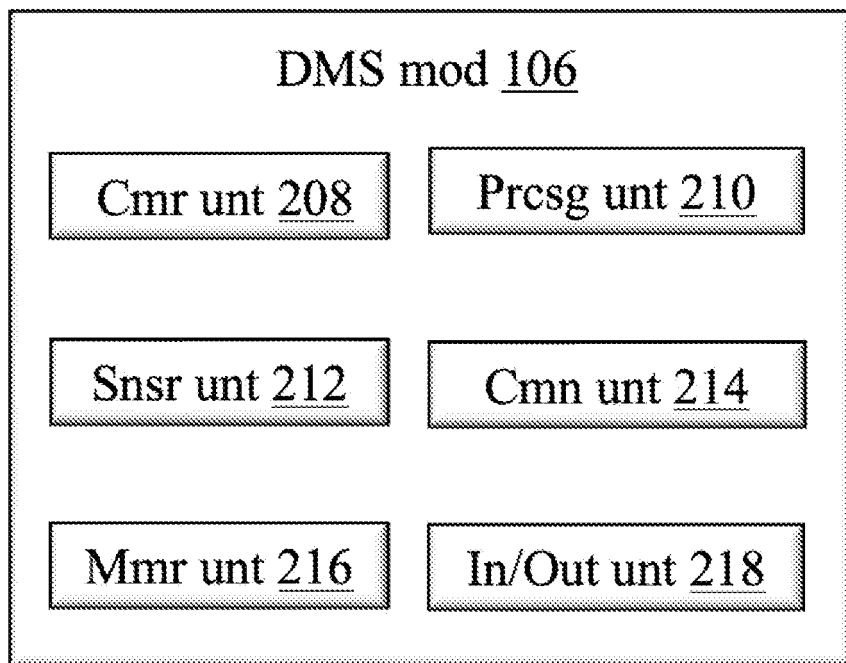 DMS mod 106
Cmr unt 208
Prcsg unt 210
Snsr unt 212
Cmn unt 214
Mmr unt 216
In/Out unt 218